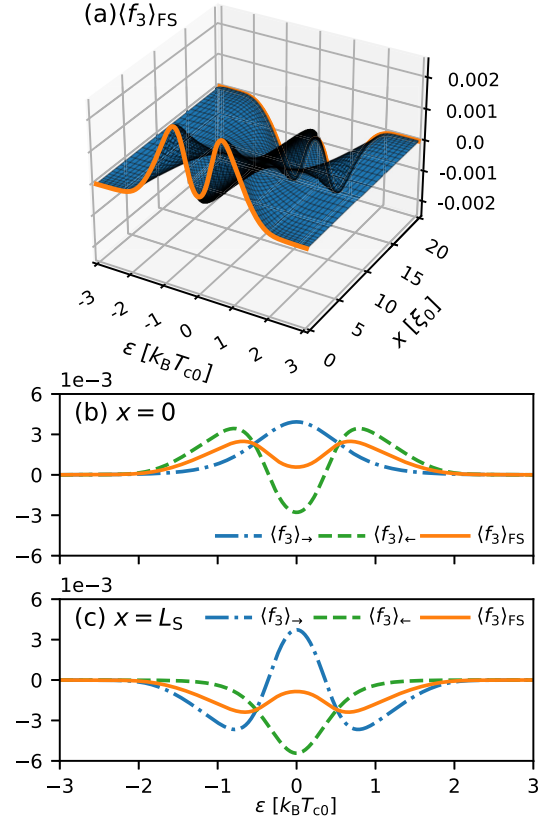 (a)⟨f₃⟩FS
0.002
0.001
0.0
-0.001
-0.002
-3
-2
-1
0
1
2
3
ε [kBTc0]
0
5
10
15
20
x [ξ₀]
1e−3
(b) x = 0
6
3
0
−3
−6
⟨f₃⟩→ ⟨f₃⟩← ⟨f₃⟩FS
1e−3
(c) x = LS
⟨f₃⟩→ ⟨f₃⟩← ⟨f₃⟩FS
6
3
0
−3
−6
−3 −2 −1 0 1 2 3
ε [kBTc0]